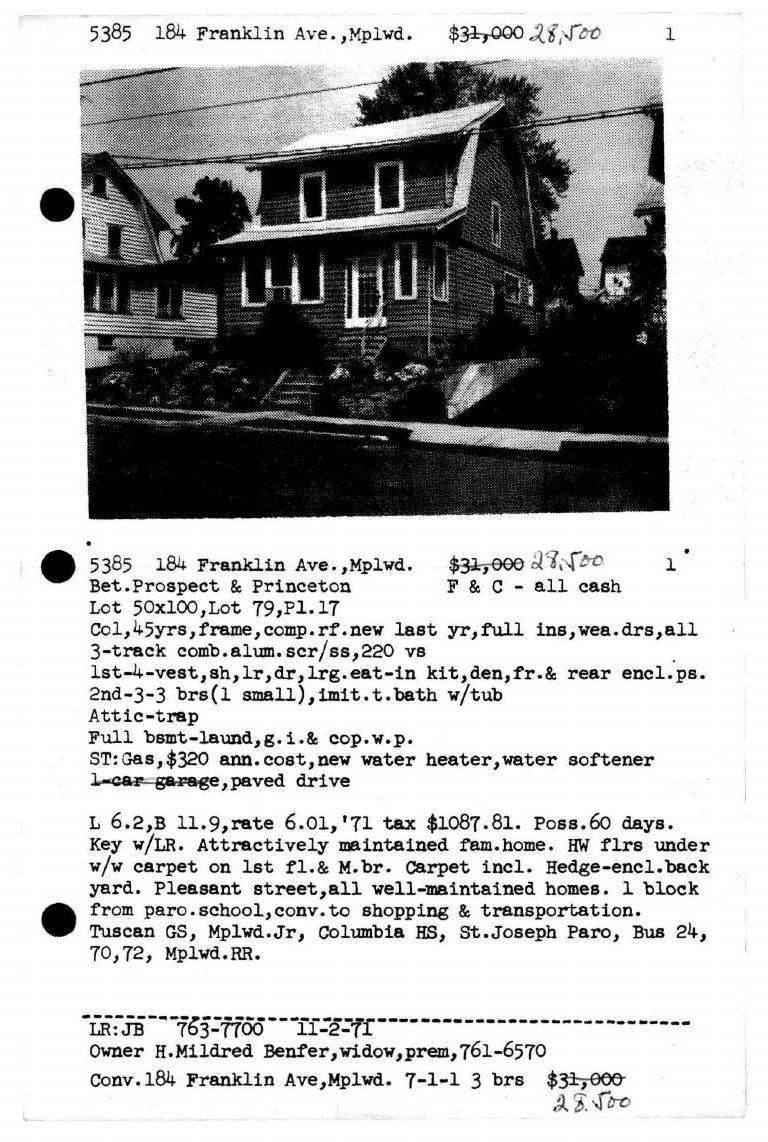 5385 184 Franklin Ave.,Mplwd. $31,000 28,500 1
5385 184 Franklin Ave.,Mplwd. $31,000 28,500 1
Bet.Prospect & Princeton F & C - all cash
Lot 50x100,Lot 79,Pl.17
Col,45yrs,frame,comp.rf.new last yr,full ins,wea.drs,all
3-track comb.alum.scr/ss,220 vs
1st-4-vest,sh,lr,dr,lrg.eat-in kit,den,fr.& rear encl.ps.
2nd-3-3 brs(1 small),imit.t.bath w/tub
Attic-trap
Full bsmt-laund,g.i.& cop.w.p.
ST:Gas,$320 ann.cost,new water heater,water softener
1-car garage,paved drive
L 6.2,B 11.9,rate 6.01,'71 tax $1087.81. Poss.60 days.
Key w/LR. Attractively maintained fam.home. HW flrs under
w/w carpet on 1st fl.& M.br. Carpet incl. Hedge-encl.back
yard. Pleasant street,all well-maintained homes. 1 block
from paro.school,conv.to shopping & transportation.
Tuscan GS, Mplwd.Jr, Columbia HS, St.Joseph Paro, Bus 24,
70,72, Mplwd.RR.
LR:JB 763-7700 11-2-71
Owner H.Mildred Benfer,widow,prem,761-6570
Conv.184 Franklin Ave,Mplwd. 7-1-1 3 brs $31,000
28.500